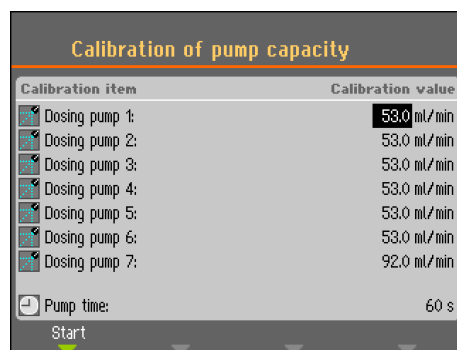 Calibration of pump capacity
Calibration item Calibration value
Dosing pump 1: 53.0 ml/min
Dosing pump 2: 53.0 ml/min
Dosing pump 3: 53.0 ml/min
Dosing pump 4: 53.0 ml/min
Dosing pump 5: 53.0 ml/min
Dosing pump 6: 53.0 ml/min
Dosing pump 7: 92.0 ml/min
Pump time: 60 s
Start